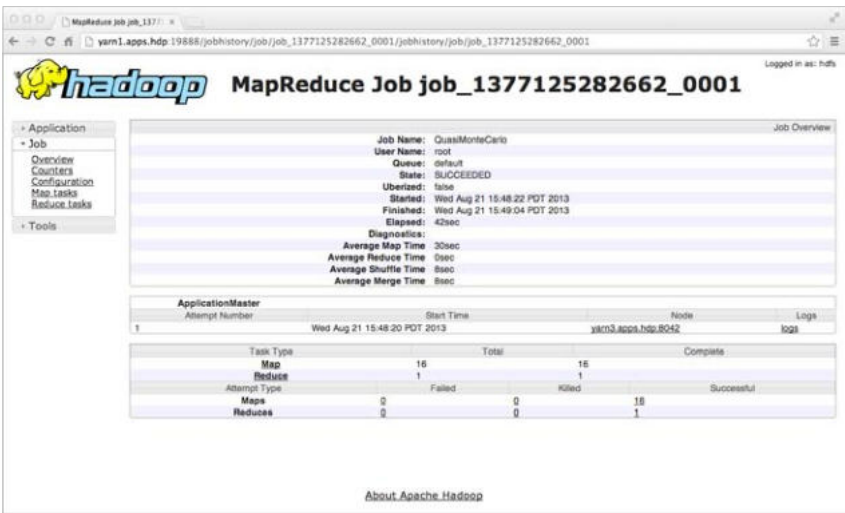 MapReduce Job job_1377
yarn1.apps.hdp:19888/jobhistory/job/job_1377125282662_0001/jobhistory/job/job_1377125282662_0001
Logged in as: hdfs
hadoop
MapReduce Job job_1377125282662_0001
Application
Job
Overview
Counters
Configuration
Map tasks
Reduce tasks
Tools
Job Overview
Job Name: QuasiMonteCarlo
User Name: root
Queue: default
State: SUCCEEDED
Uberized: false
Started: Wed Aug 21 15:48:22 PDT 2013
Finished: Wed Aug 21 15:49:04 PDT 2013
Elapsed: 42sec
Diagnostics:
Average Map Time 30sec
Average Reduce Time 0sec
Average Shuffle Time 8sec
Average Merge Time 8sec
ApplicationMaster
Attempt Number Start Time Node Logs
1 Wed Aug 21 15:48:20 PDT 2013 yarn3.apps.hdp:8042 logs
Task Type Total Complete
Map 16 16
Reduce 1 1
Attempt Type Failed Killed Successful
Maps 0 0 16
Reduces 0 0 1
About Apache Hadoop